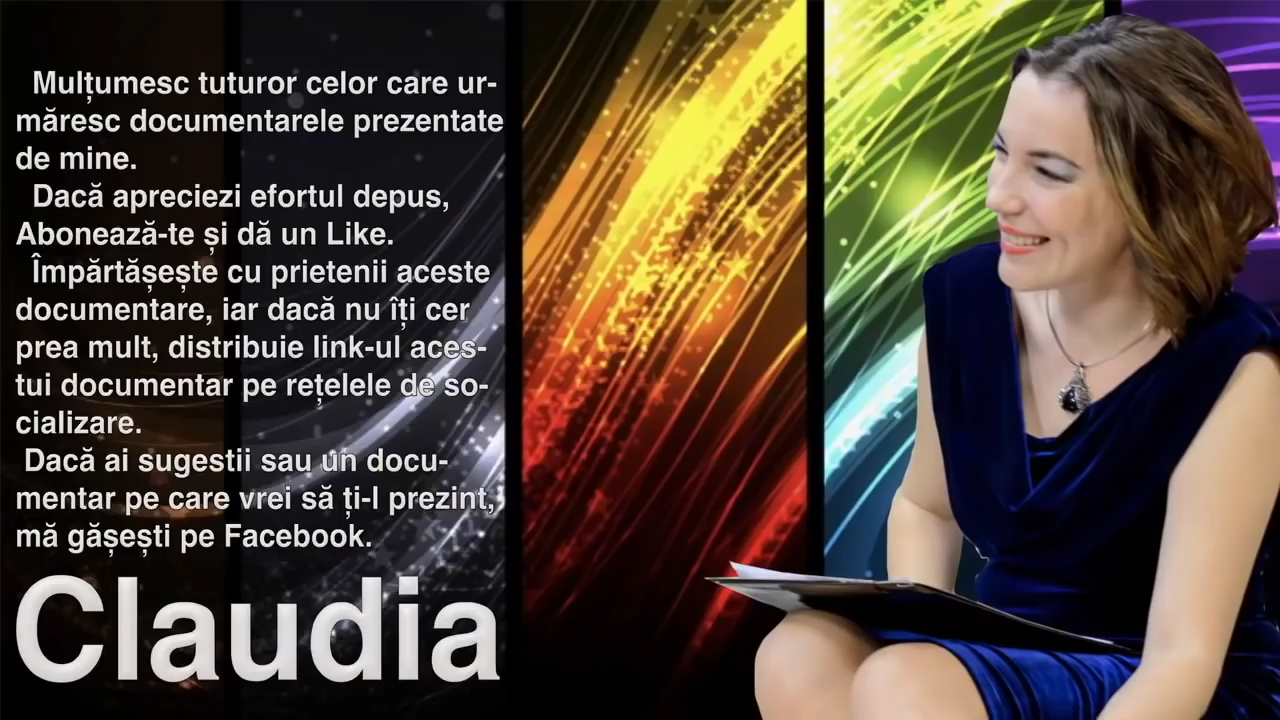 Mulțumesc tuturor celor care ur-
măresc documentarele prezentate
de mine.
Dacă apreciezi efortul depus,
Abonează-te și dă un Like.
Împărtășește cu prietenii aceste
documentare, iar dacă nu îți cer
prea mult, distribuie link-ul aces-
tui documentar pe rețelele de so-
cializare.
Dacă ai sugestii sau un docu-
mentar pe care vrei să ți-l prezint,
mă găsești pe Facebook.
Claudia